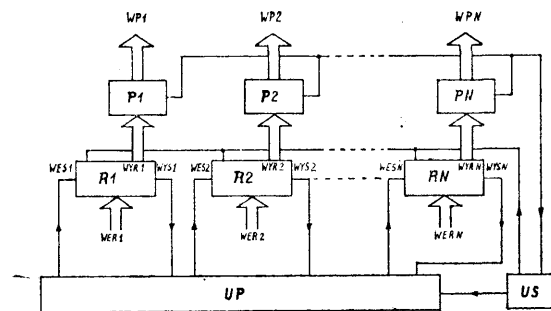 WP1 WP2 WPN
P1 P2 PN
WES1 WYR1 WYS1 WES2 WYR2 WYS2 WESN WYRN WYSN
R1 R2 RN
WER1 WER2 WERN
UP US